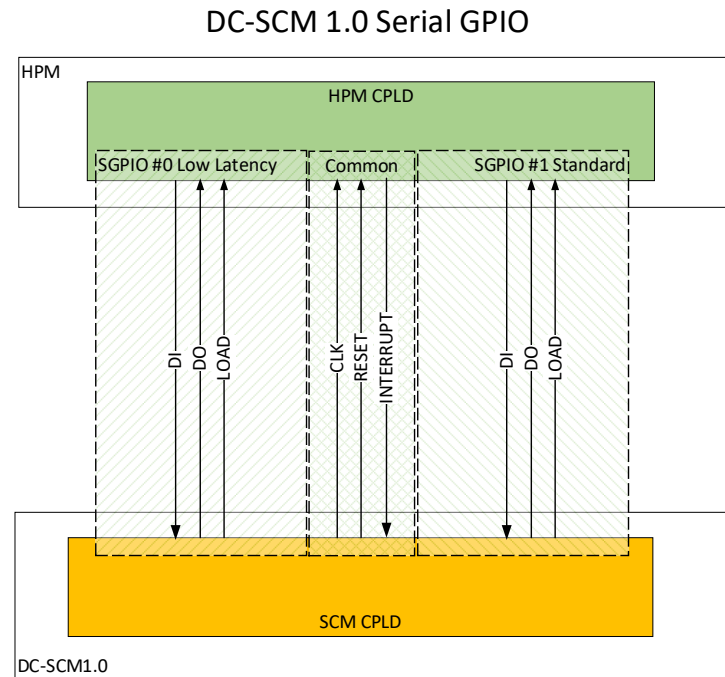 DC-SCM 1.0 Serial GPIO
HPM
HPM CPLD
SGPIO #0 Low Latency
Common
SGPIO #1 Standard
DI
DO
LOAD
CLK
RESET
INTERRUPT
DI
DO
LOAD
SCM CPLD
DC-SCM1.0